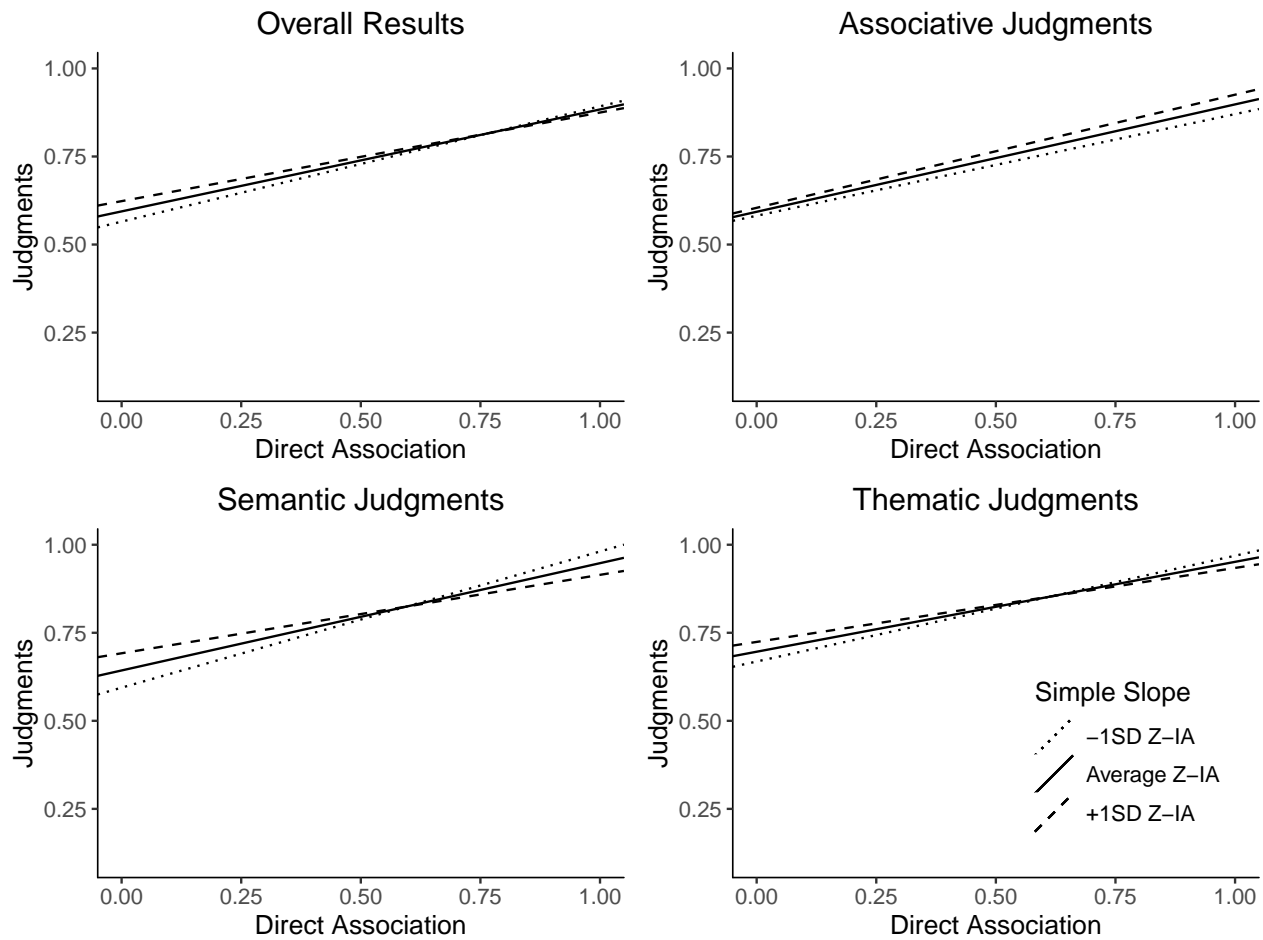 Overall Results
1.00
0.75
0.50
0.25
Judgments
0.00 0.25 0.50 0.75 1.00
Direct Association
Associative Judgments
1.00
0.75
0.50
0.25
Judgments
0.00 0.25 0.50 0.75 1.00
Direct Association
Semantic Judgments
1.00
0.75
0.50
0.25
Judgments
0.00 0.25 0.50 0.75 1.00
Direct Association
Thematic Judgments
1.00
0.75
0.50
0.25
Judgments
Simple Slope
−1SD Z−IA
Average Z−IA
+1SD Z−IA
0.00 0.25 0.50 0.75 1.00
Direct Association